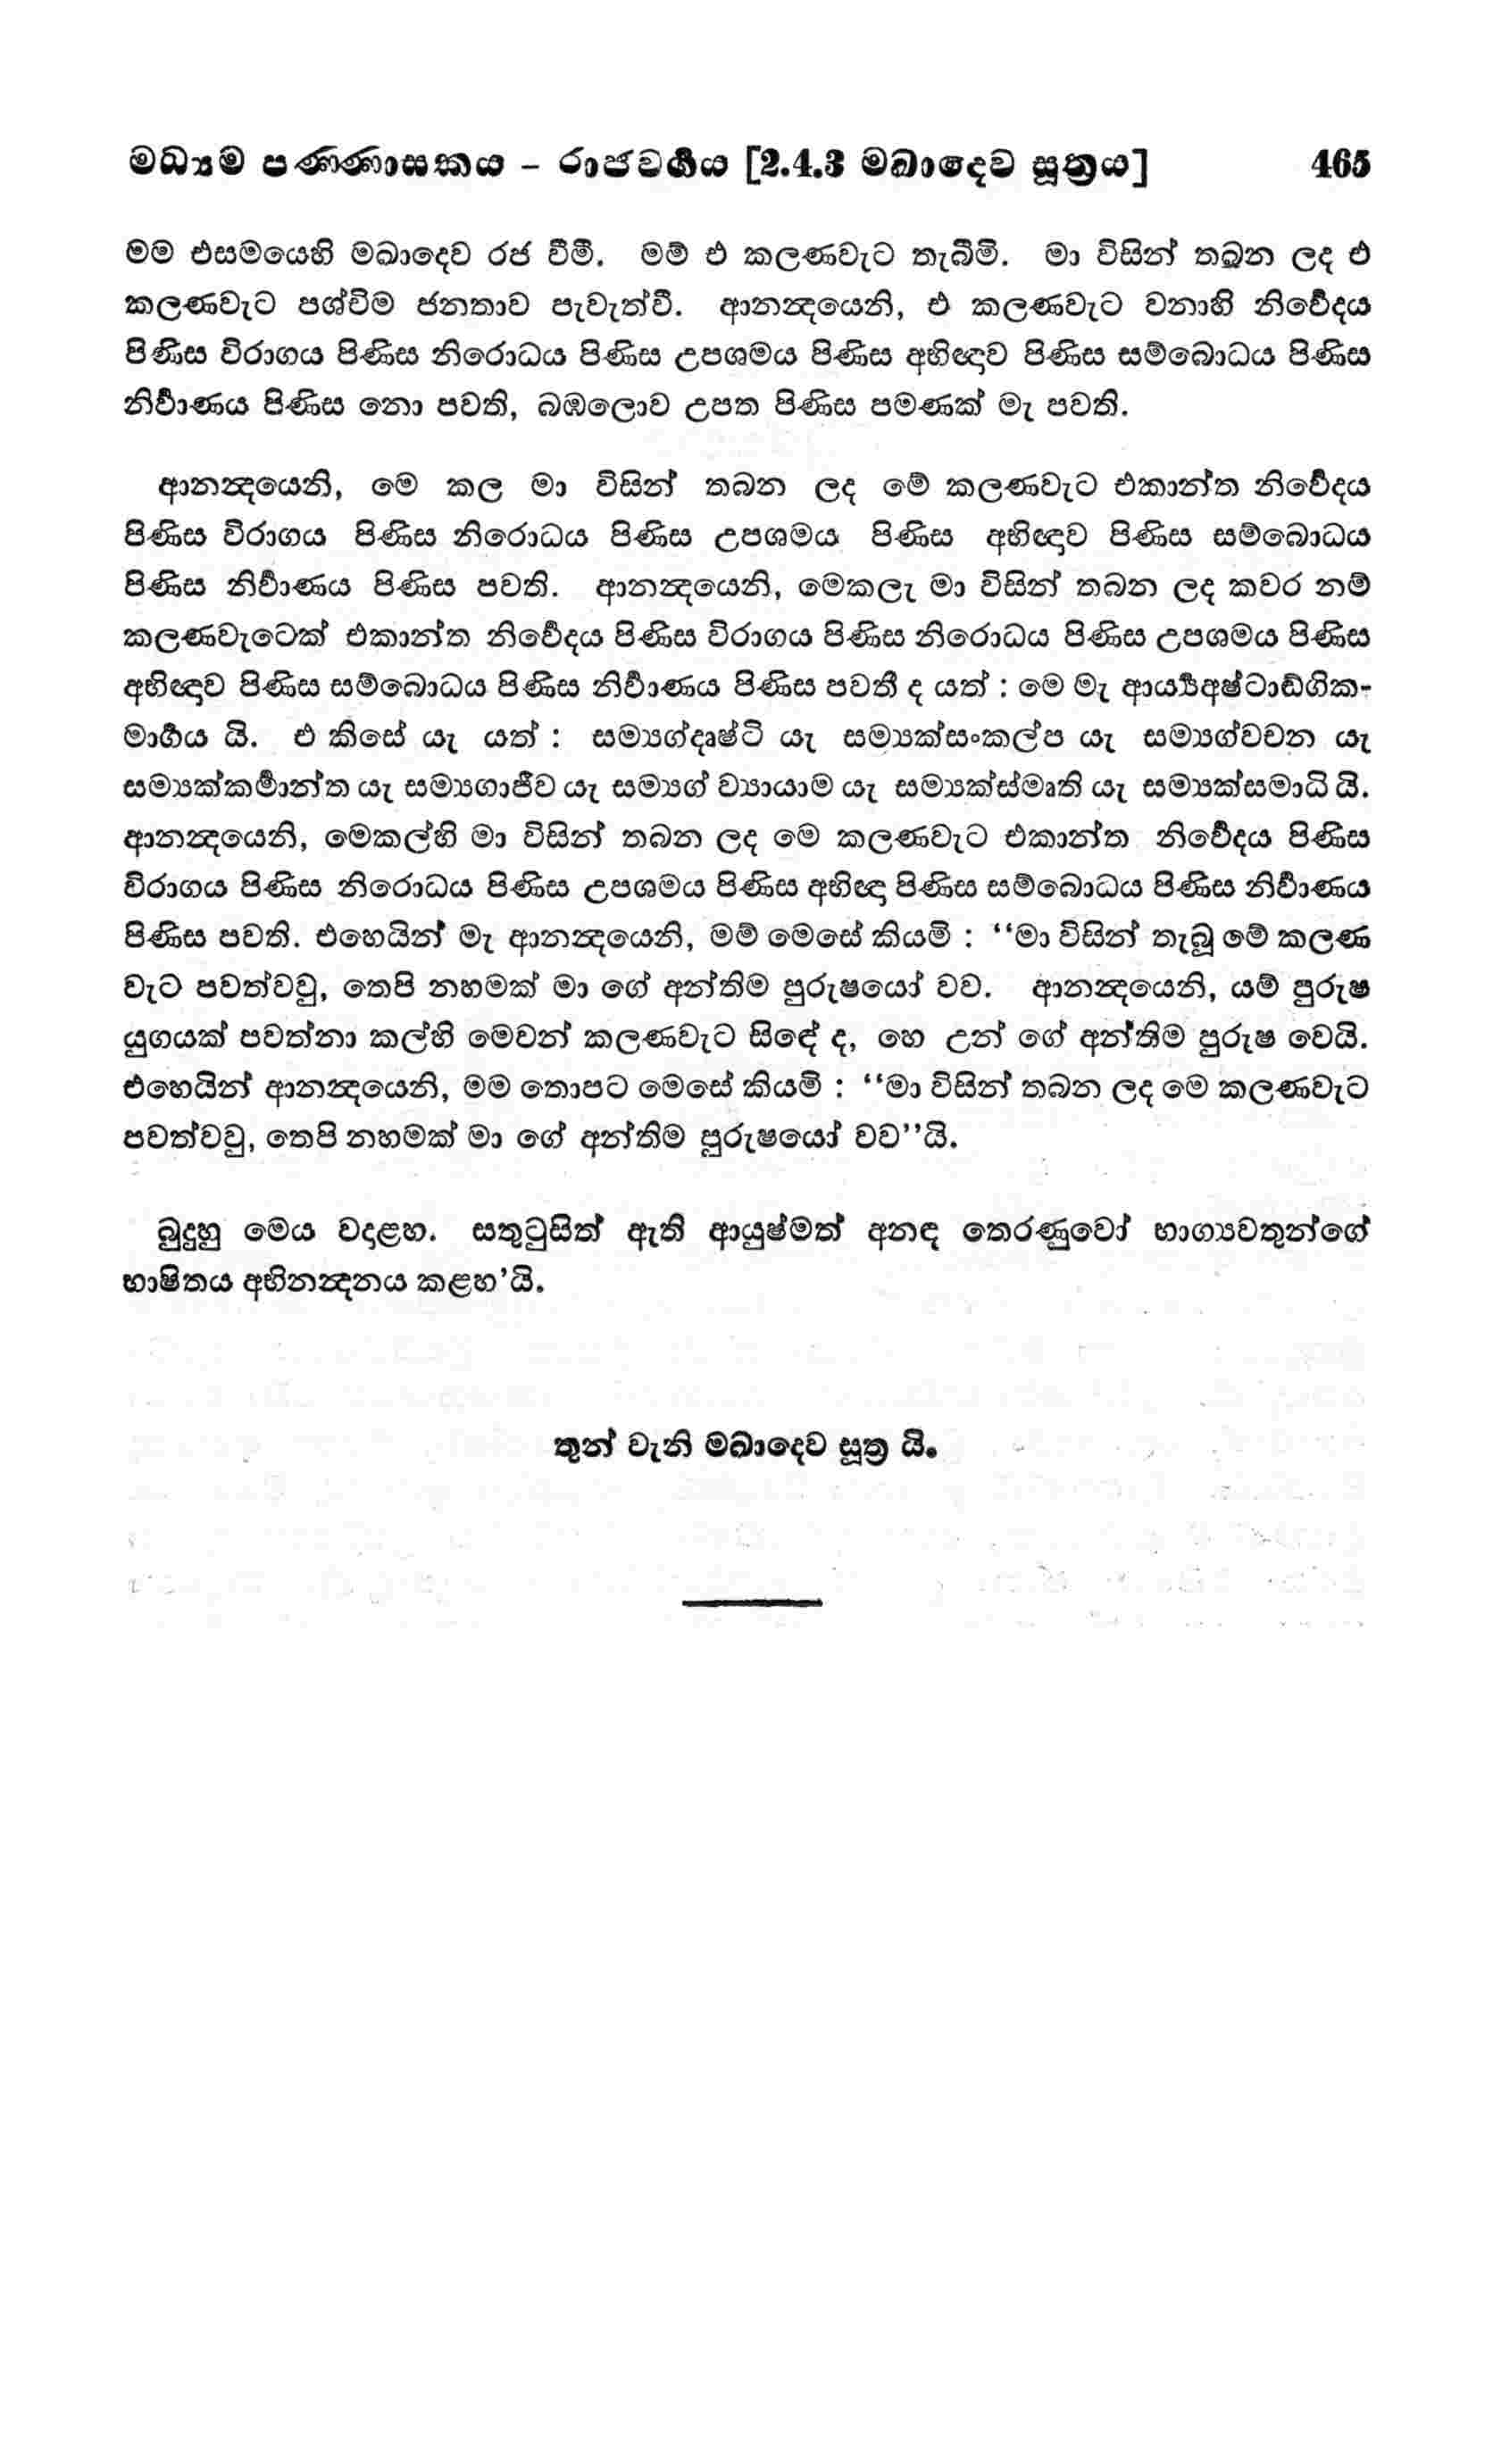 මධ්‍යම පණ්ණාසකය – රාජවර්‍ගය [2.4.3 මඛාදෙව සූත්‍රය] 465
මම එසමයෙහි මඛාදෙව රජ වීමී. මම් එ කලණවැට තැබීමි. මා විසින් තබුන ලද එ
කලණවැට පශ්චිම ජනතාව පැවැත්වී. ආනන්‍දයෙනි, එ කලණවැට වනාහි නිර්‍වෙදය
පිණිස විරාගය පිණිස නිරොධය පිණිස උපශමය පිණිස අභිඥාව පිණිස සම්බොධය පිණිස
නිර්‍වාණය පිණිස නො පවති, බඹලොව උපත පිණිස පමණක් මැ පවති.
ආනන්‍දයෙනි, මෙ කල මා විසින් තබන ලද මේ කලණවැට එකාන්ත නිර්‍වෙදය
පිණිස විරාගය පිණිස නිරොධය පිණිස උපශමය පිණිස අභිඥාව පිණිස සම්බොධය
පිණිස නිර්‍වාණය පිණිස පවති. ආනන්‍දයෙනි, මෙකලැ මා විසින් තබන ලද කවර නම්
කලණවැටෙක් එකාන්ත නිර්‍වෙදය පිණිස විරාගය පිණිස නිරොධය පිණිස උපශමය පිණිස
අභිඥාව පිණිස සම්බොධය පිණිස නිර්‍වාණය පිණිස පවතී ද යත් : මෙ මැ ආර්‍ය්‍යඅෂ්ටාඩ්ගික-
මාර්‍ගය යි. එ කිසේ යැ යත් : සම්‍යග්දෘෂ්ටි යැ සම්‍යක්සංකල්ප යැ සම්‍යග්වචන යැ
සම්‍යක්කර්‍මාන්ත යැ සම්‍යගාජීව යැ සම්‍යග් ව්‍යායාම යැ සම්‍යක්ස්මෘති යැ සම්‍යක්සමාධි යි.
ආනන්‍දයෙනි, මෙකල්හි මා විසින් තබන ලද මෙ කලණවැට එකාන්ත නිර්‍වෙදය පිණිස
විරාගය පිණිස නිරොධය පිණිස උපශමය පිණිස අභිඥා පිණිස සම්බොධය පිණිස නිර්‍වාණය
පිණිස පවති. එහෙයින් මැ ආනන්‍දයෙනි, මම් මෙසේ කියමි : “මා විසින් තැබූ මේ කලණ
වැට පවත්වවු, තෙපි නහමක් මා ගේ අන්තිම පුරුෂයෝ වව. ආනන්‍දයෙනි, යම් පුරුෂ
යුගයක් පවත්නා කල්හි මෙවන් කලණවැට සිඳේ ද, හෙ උන් ගේ අන්තිම පුරුෂ වෙයි.
එහෙයින් ආනන්‍දයෙනි, මම තොපට මෙසේ කියමි : “මා විසින් තබන ලද මෙ කලණවැට
පවත්වවු, තෙපි නහමක් මා ගේ අන්තිම පුරුෂයෝ වව”යි.
බුදුහු මෙය වදළහ. සතුටුසිත් ඇති ආයුෂ්මත් අනඳ තෙරණුවෝ භාග්‍යවතුන්ගේ
භාෂිතය අභිනන්‍දනය කළහ’යි.
තුන් වැනි මඛාදෙව සූත්‍ර යි.